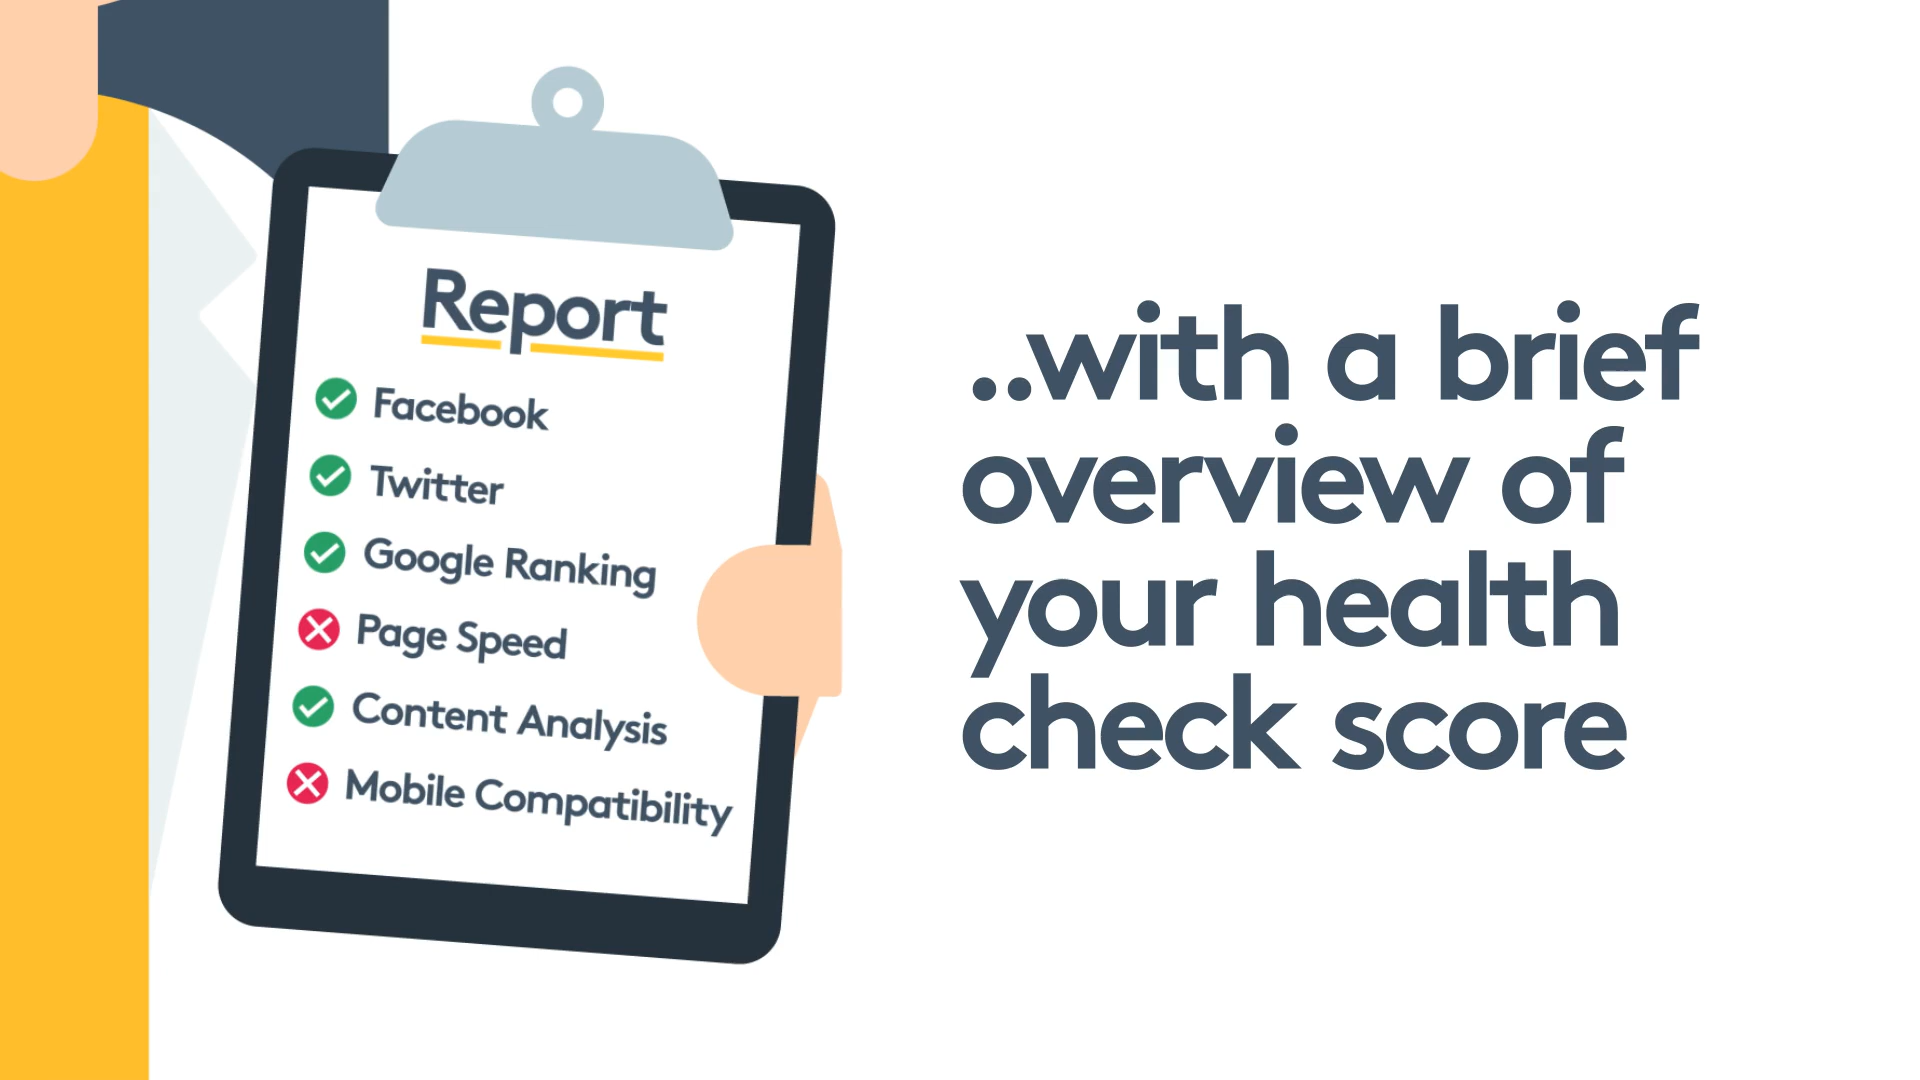 Report
Facebook
Twitter
Google Ranking
Page Speed
Content Analysis
Mobile Compatibility
..with a brief
overview of
your health
check score